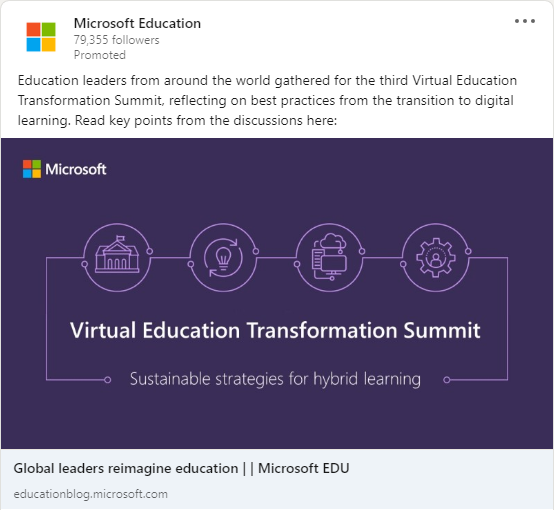 Microsoft Education
79,355 followers
Promoted
Education leaders from around the world gathered for the third Virtual Education
Transformation Summit, reflecting on best practices from the transition to digital
learning. Read key points from the discussions here:
Microsoft
Virtual Education Transformation Summit
Sustainable strategies for hybrid learning
Global leaders reimagine education | | Microsoft EDU
educationblog.microsoft.com